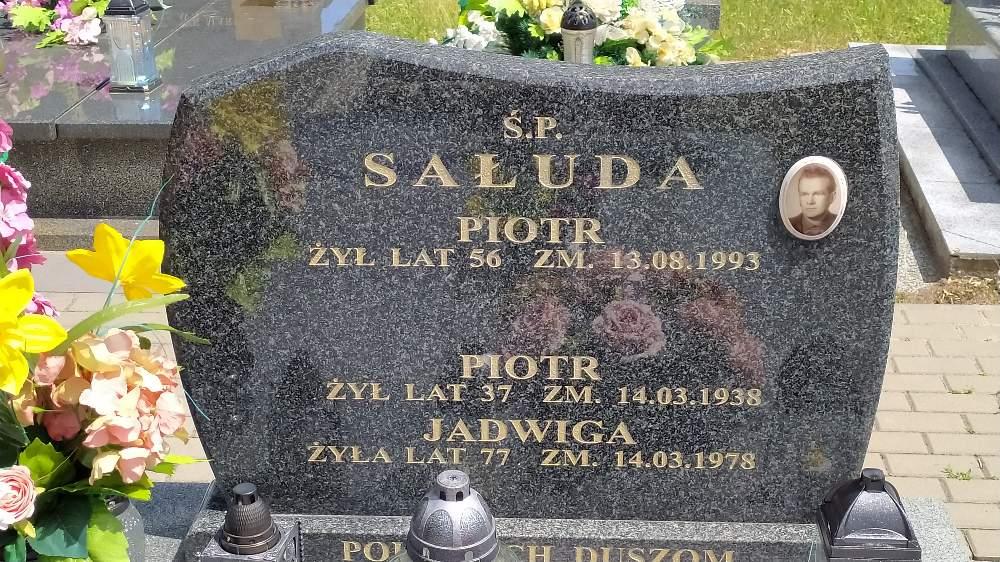 Ś.P.
SAŁUDA
PIOTR
ŻYŁ LAT 56 ZM. 13.08.1993
PIOTR
ŻYŁ LAT 37 ZM. 14.03.1938
JADWIGA
ŻYŁA LAT 77 ZM. 14.03.1978
DUSZOM